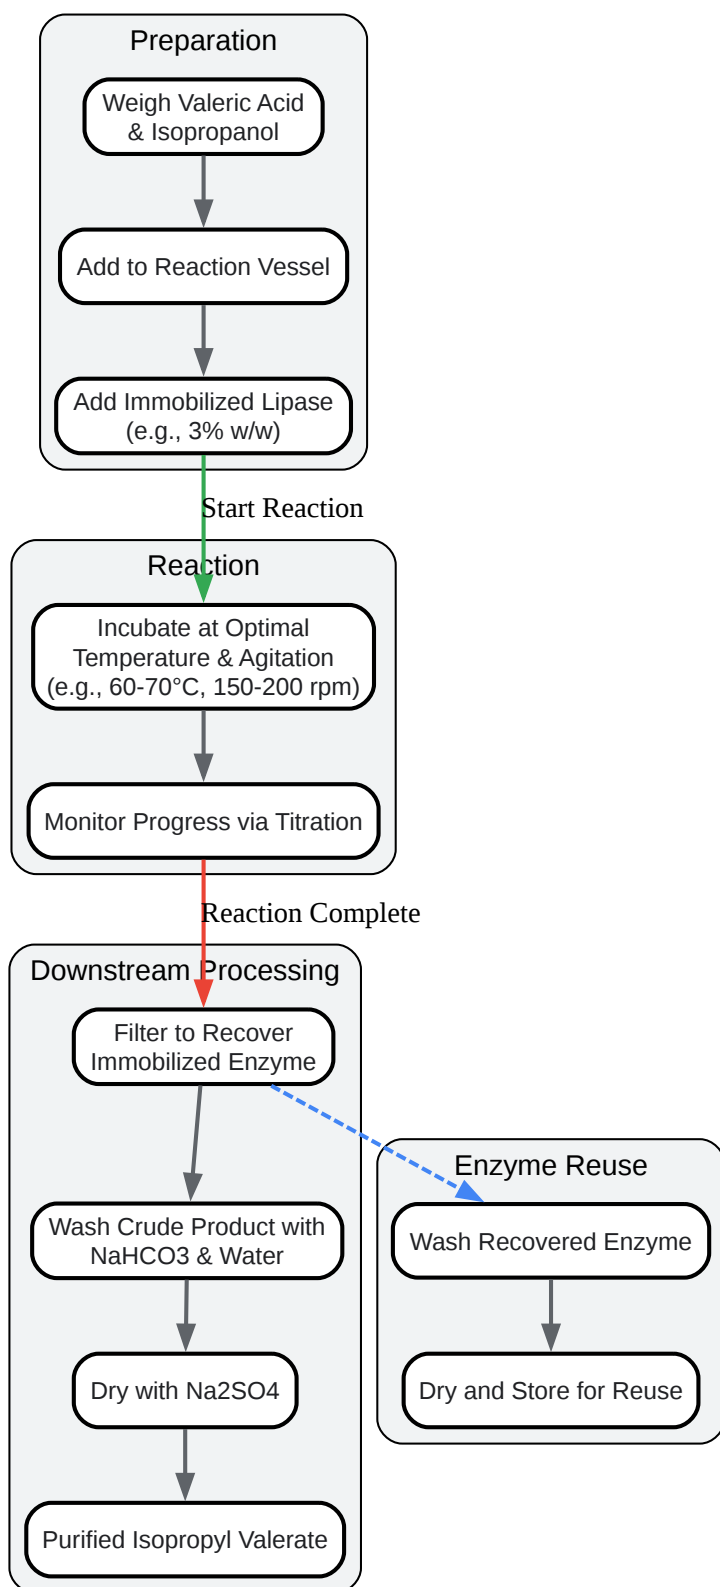 Preparation
Weigh Valeric Acid
& Isopropanol
Add to Reaction Vessel
Add Immobilized Lipase
(e.g., 3% w/w)
Start Reaction
Reaction
Incubate at Optimal
Temperature & Agitation
(e.g., 60-70°C, 150-200 rpm)
Monitor Progress via Titration
Reaction Complete
Downstream Processing
Filter to Recover
Immobilized Enzyme
Enzyme Reuse
Wash Crude Product with
NaHCO3 & Water
Wash Recovered Enzyme
Dry with Na2SO4
Dry and Store for Reuse
Purified Isopropyl Valerate